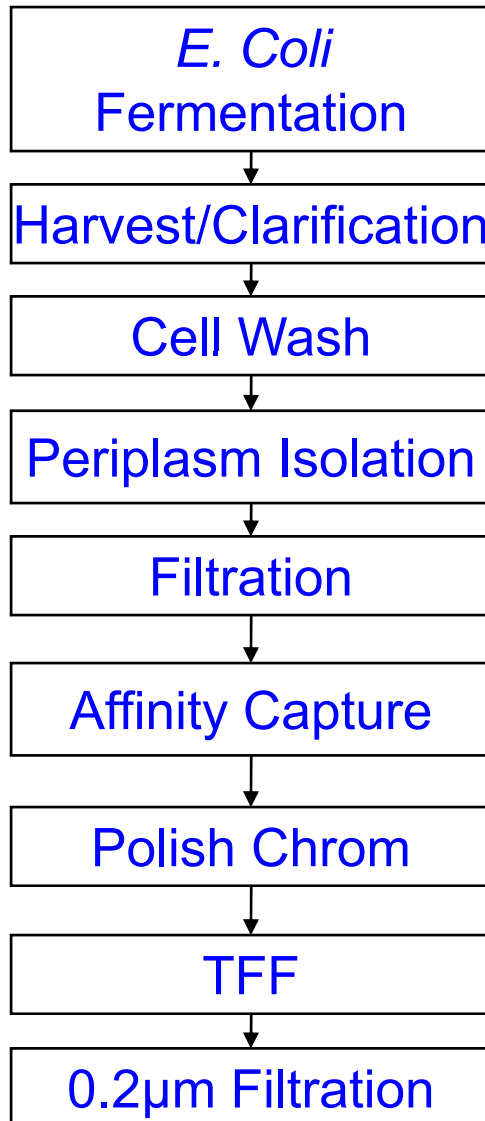 E. Coli
Fermentation
Harvest/Clarification
Cell Wash
Periplasm Isolation
Filtration
Affinity Capture
Polish Chrom
TFF
0.2µm Filtration